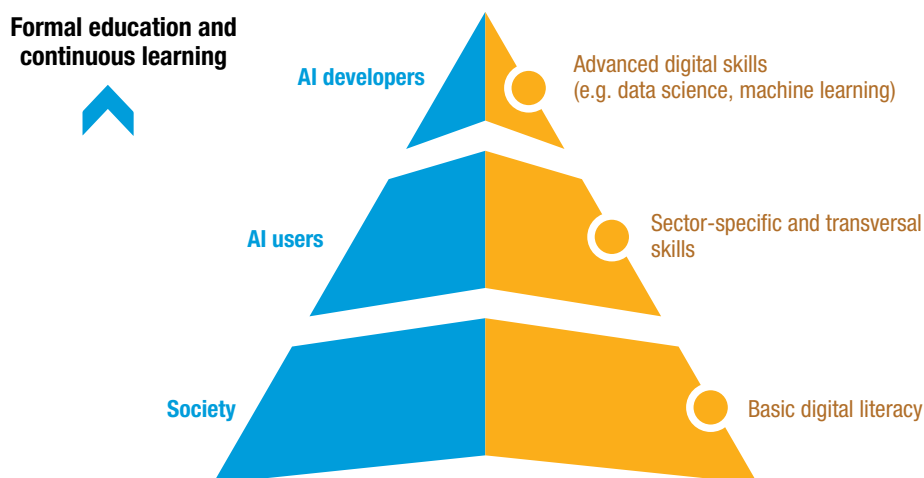 Formal education and
continuous learning
AI developers
Advanced digital skills
(e.g. data science, machine learning)
AI users
Sector-specific and transversal
skills
Society
Basic digital literacy